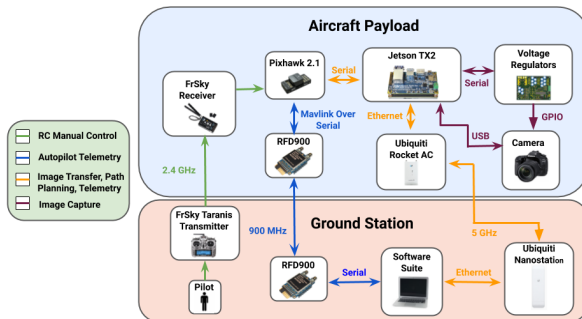 Aircraft Payload
Pixhawk 2.1
Jetson TX2
Voltage
Regulators
FrSky
Receiver
Serial
Serial
Mavlink Over
Serial
Ethernet
GPIO
USB
RC Manual Control
Autopilot Telemetry
Image Transfer, Path
Planning, Telemetry
Image Capture
RFD900
Ubiquiti
Rocket AC
Camera
2.4 GHz
FrSky Taranis
Transmitter
Ground Station
900 MHz
5 GHz
RFD900
Serial
Software
Suite
Ethernet
Ubiquiti
Nanostation
Pilot